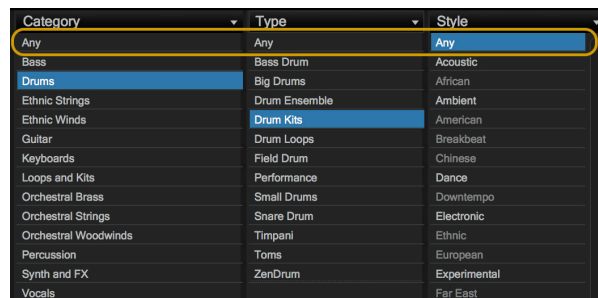 Category Type Style
Any Any Any
Bass Bass Drum Acoustic
Drums Big Drums African
Ethnic Strings Drum Ensemble Ambient
Ethnic Winds Drum Kits American
Guitar Drum Loops Breakbeat
Keyboards Field Drum Chinese
Loops and Kits Performance Dance
Orchestral Brass Small Drums Downtempo
Orchestral Strings Snare Drum Electronic
Orchestral Woodwinds Timpani Ethnic
Percussion Toms European
Synth and FX ZenDrum Experimental
Vocals Far East